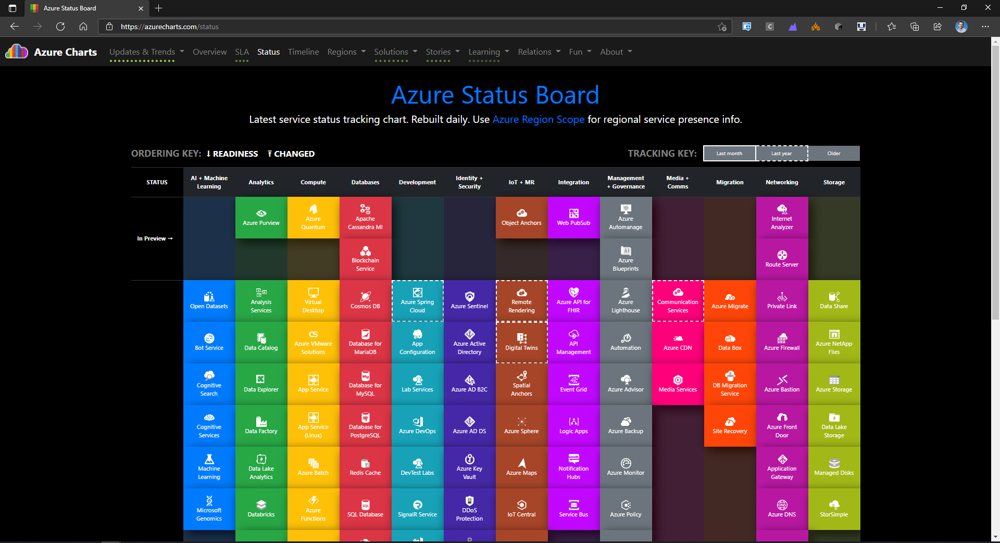 Azure Status Board
https://azurecharts.com/status
Azure Charts
Updates & Trends
Overview
SLA
Status
Timeline
Regions
Solutions
Stories
Learning
Relations
Fun
About
Azure Status Board
Latest service status tracking chart. Rebuilt daily. Use Azure Region Scope for regional service presence info.
ORDERING KEY: ↓ READINESS ↑ CHANGED
TRACKING KEY: Last month Last year Older
STATUS
AI + Machine
Learning
Analytics
Compute
Databases
Development
Identity +
Security
IoT + MR
Integration
Management
+ Governance
Media +
Comms
Migration
Networking
Storage
In Preview →
Azure Purview
Azure
Quantum
Apache
Cassandra MI
Object Anchors
Web PubSub
Azure
Automanage
Internet
Analyzer
Blockchain
Service
Azure
Blueprints
Route Server
Open Datasets
Analysis
Services
Virtual
Desktop
Cosmos DB
Azure Spring
Cloud
Azure Sentinel
Remote
Rendering
Azure API for
FHIR
Azure
Lighthouse
Communication
Services
Azure Migrate
Private Link
Data Share
Bot Service
Data Catalog
CS
Azure VMware
Solutions
Database for
MariaDB
App
Configuration
Azure Active
Directory
Digital Twins
API
Management
Automation
Azure CDN
Data Box
Azure Firewall
Azure NetApp
Files
Cognitive
Search
Data Explorer
App Service
My
Database for
MySQL
Lab Services
Azure AD B2C
Spatial
Anchors
Event Grid
Azure Advisor
Media Services
DB Migration
Service
Azure Bastion
Azure Storage
Cognitive
Services
Data Factory
App Service
(Linux)
Database for
PostgreSQL
Azure DevOps
Azure AD DS
Azure Sphere
Logic Apps
Azure Backup
Site Recovery
Azure Front
Door
Data Lake
Storage
Machine
Learning
Data Lake
Analytics
Azure Batch
Redis Cache
DevTest Labs
Azure Key
Vault
Azure Maps
Notification
Hubs
Azure Monitor
Application
Gateway
Managed Disks
Microsoft
Genomics
Databricks
Azure
Functions
SQL
SQL Database
SignalR Service
DDoS
Protection
IoT Central
Service Bus
Azure Policy
DNS
Azure DNS
StorSimple